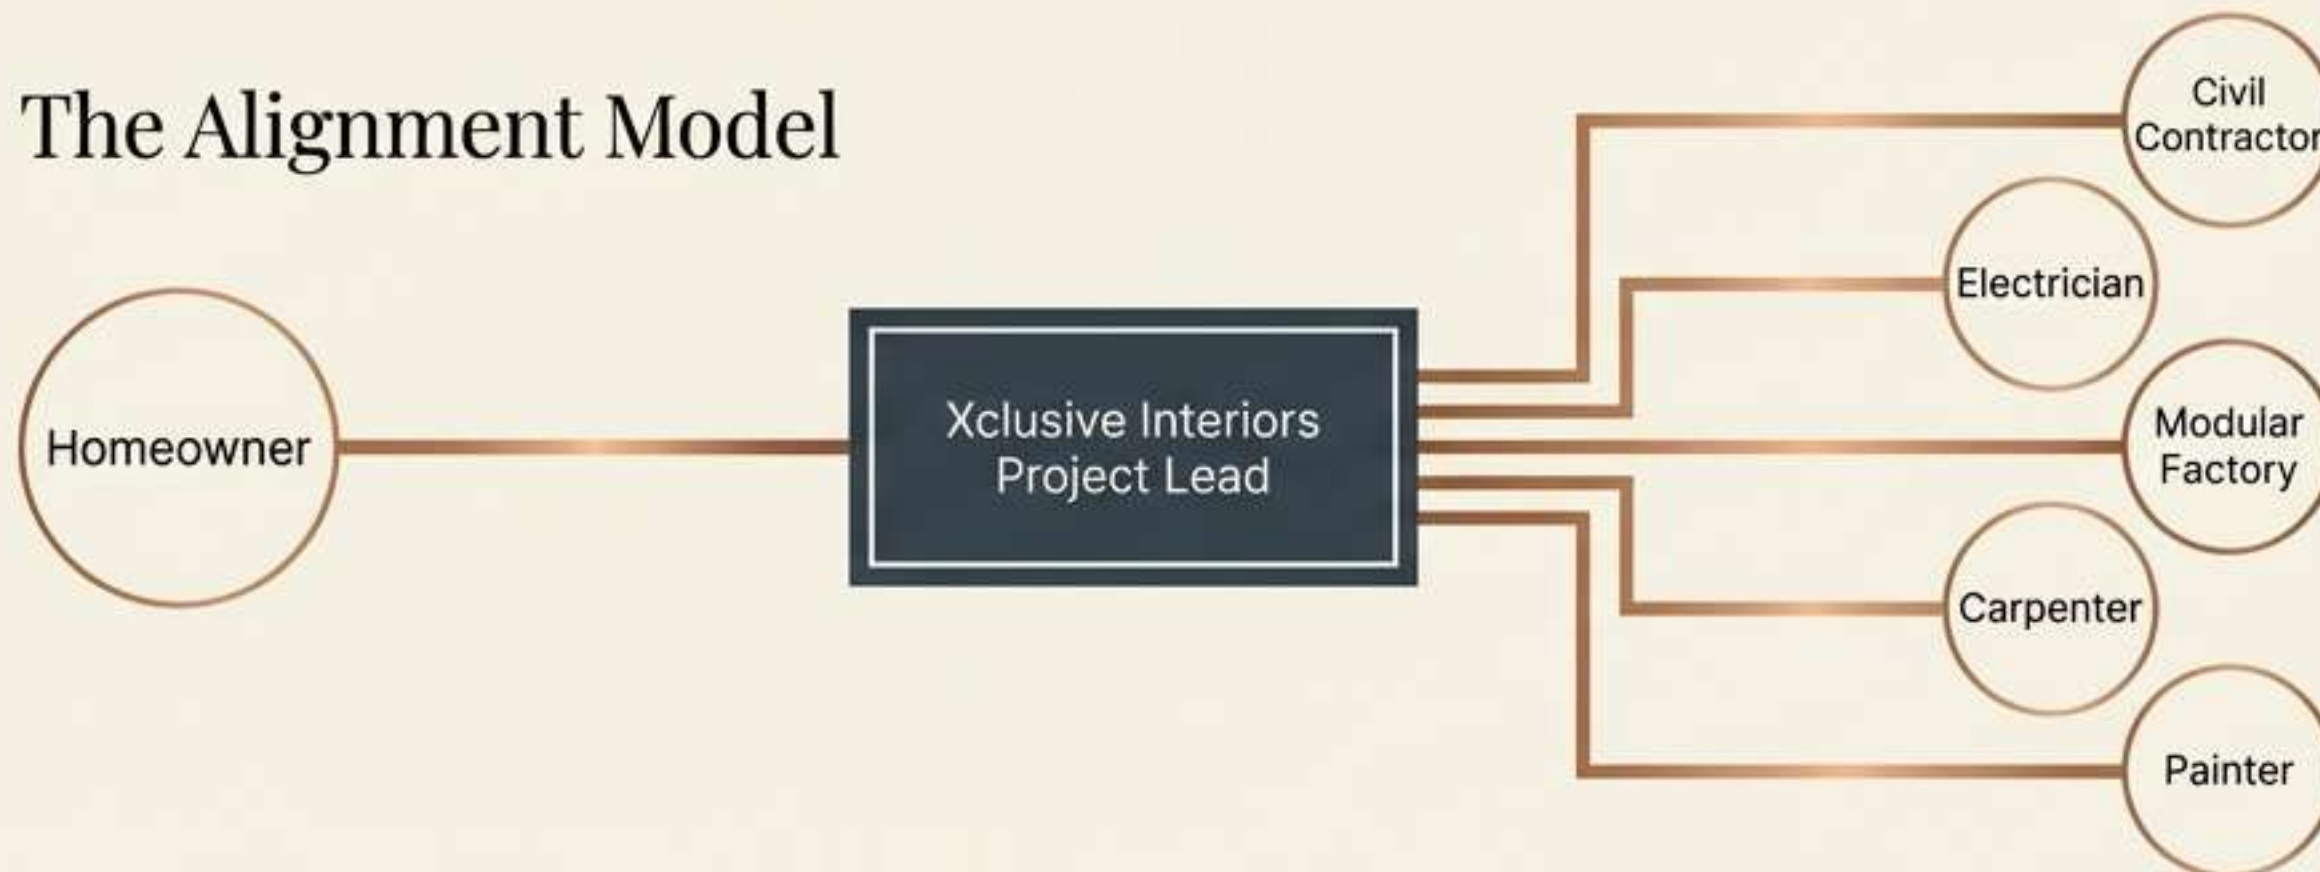 The Alignment Model
Homeowner
Xclusive Interiors
Project Lead
Civil
Contractor
Electrician
Modular
Factory
Carpenter
Painter